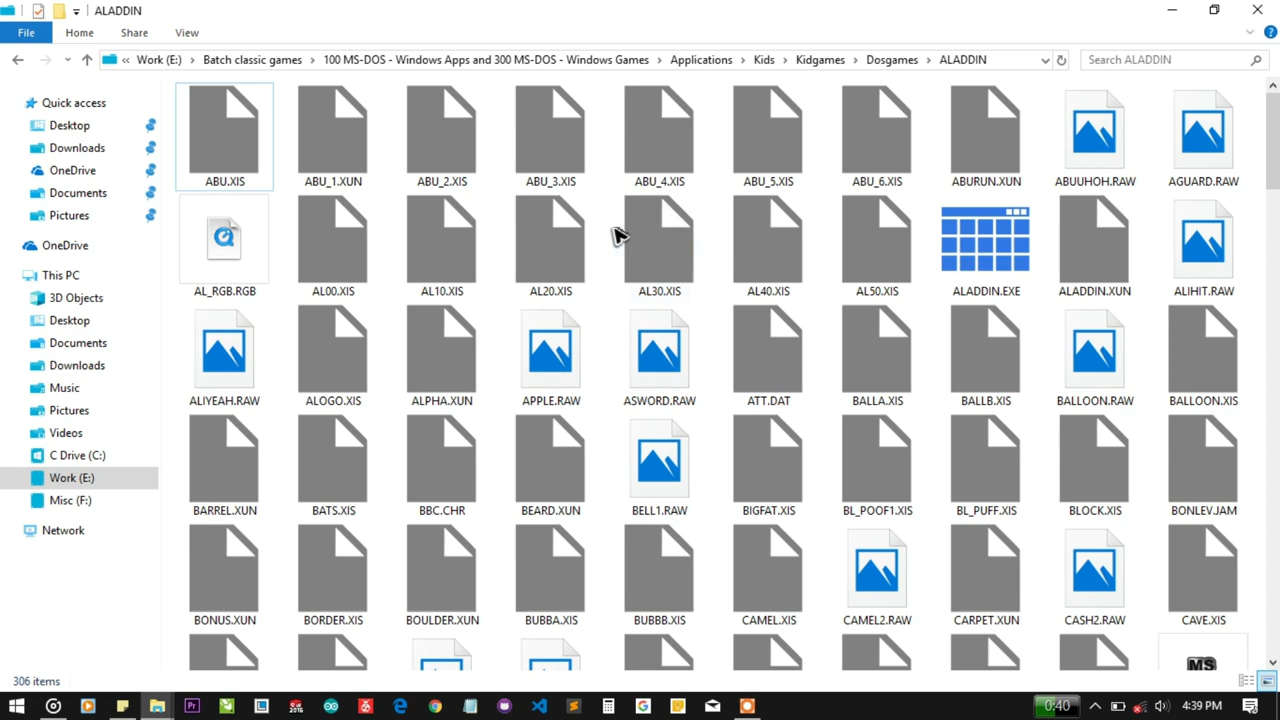 ALADDIN
File Home Share View
« Work (E:) > Batch classic games > 100 MS-DOS - Windows Apps and 300 MS-DOS - Windows Games > Applications > Kids > Kidgames > Dosgames > ALADDIN
Search ALADDIN
Quick access
Desktop
Downloads
OneDrive
Documents
Pictures
OneDrive
This PC
3D Objects
Desktop
Documents
Downloads
Music
Pictures
Videos
C Drive (C:)
Work (E:)
Misc (F:)
Network
ABU.XIS ABU_1.XUN ABU_2.XIS ABU_3.XIS ABU_4.XIS ABU_5.XIS ABU_6.XIS ABURUN.XUN ABUUHOH.RAW AGUARD.RAW
AL_RGB.RGB AL00.XIS AL10.XIS AL20.XIS AL30.XIS AL40.XIS AL50.XIS ALADDIN.EXE ALADDIN.XUN ALIHIT.RAW
ALIYEAH.RAW ALOGO.XIS ALPHA.XUN APPLE.RAW ASWORD.RAW ATT.DAT BALLA.XIS BALLB.XIS BALLOON.RAW BALLOON.XIS
BARREL.XUN BATS.XIS BBC.CHR BEARD.XUN BELL1.RAW BIGFAT.XIS BL_POOF1.XIS BL_PUFF.XIS BLOCK.XIS BONLEV.JAM
BONUS.XUN BORDER.XIS BOULDER.XUN BUBBA.XIS BUBBB.XIS CAMEL.XIS CAMEL2.RAW CARPET.XUN CASH2.RAW CAVE.XIS
MS
306 items
0:40
4:39 PM